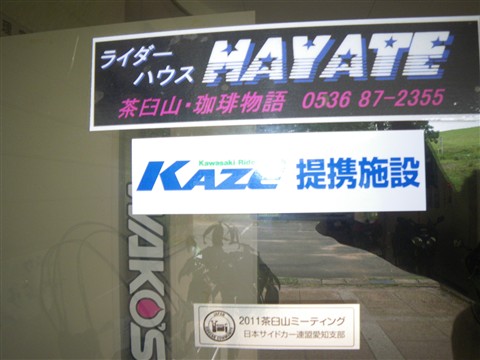 ライダー
ハウス
HAYATE
茶臼山・珈琲物語 0536 87-2355
Kawasaki Ride
KAZE 提携施設
WAKO'S
2011茶臼山ミーティング
日本サイドカー連盟愛知支部